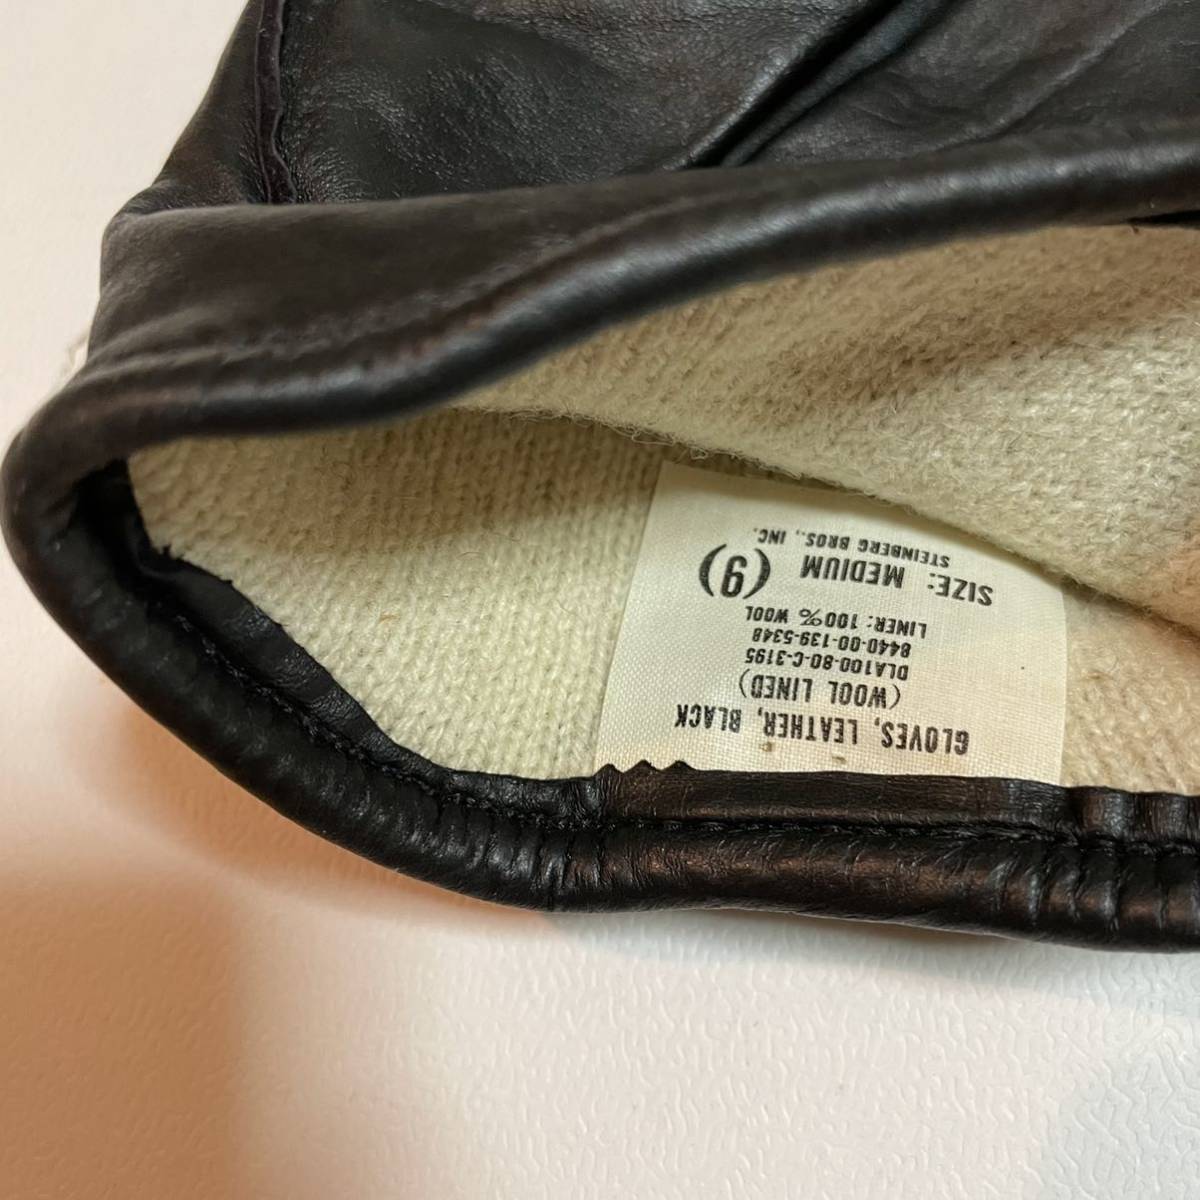 GLOVES, LEATHER, BLACK
(WOOL LINED)
DLA100-80-C-3195
8440-00-139-5348
LINER: 100% WOOL
SIZE: MEDIUM (9)
STEINBERG BROS., INC.